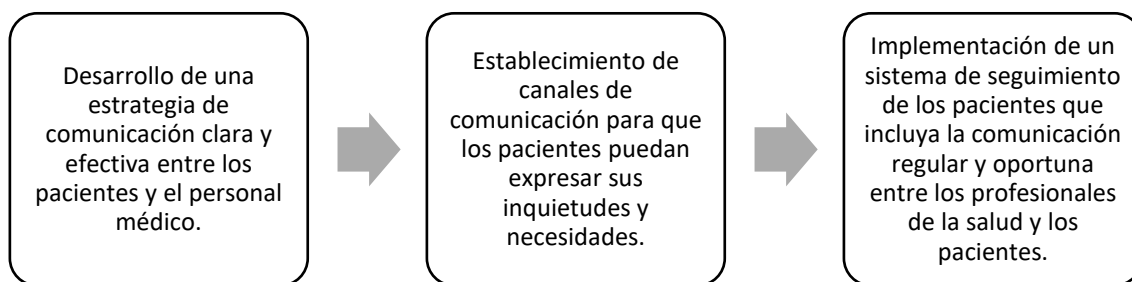 Desarrollo de una
estrategia de
comunicación clara y
efectiva entre los
pacientes y el personal
médico.
Establecimiento de
canales de
comunicación para que
los pacientes puedan
expresar sus
inquietudes y
necesidades.
Implementación de un
sistema de seguimiento
de los pacientes que
incluya la comunicación
regular y oportuna
entre los profesionales
de la salud y los
pacientes.